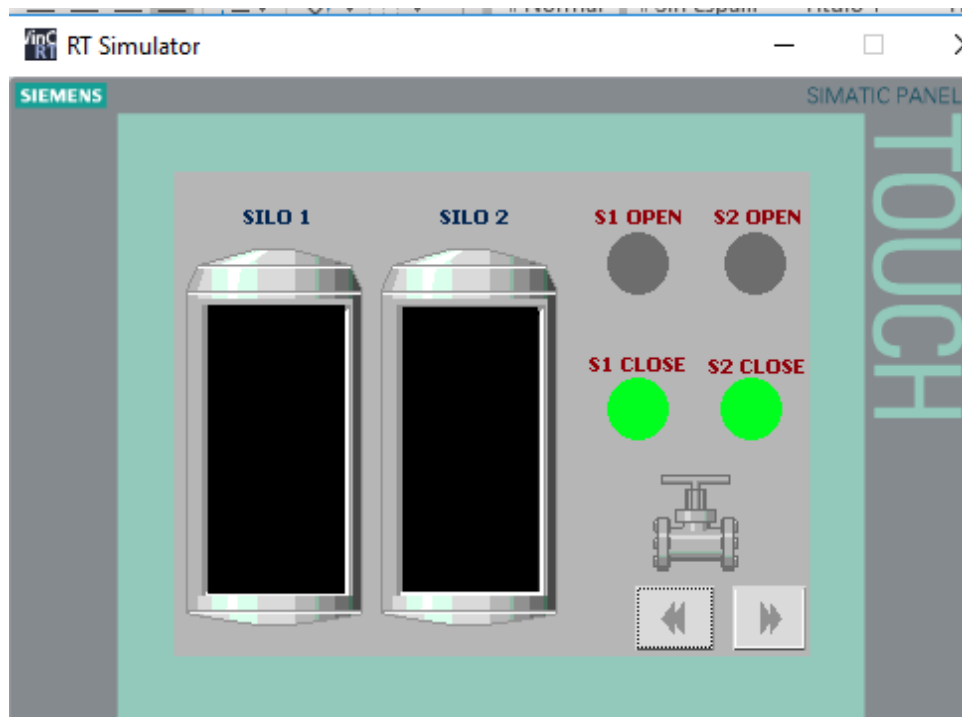 RT Simulator
SIEMENS
SIMATIC PANEL
TOUCH
SILO 1
SILO 2
S1 OPEN
S2 OPEN
S1 CLOSE
S2 CLOSE